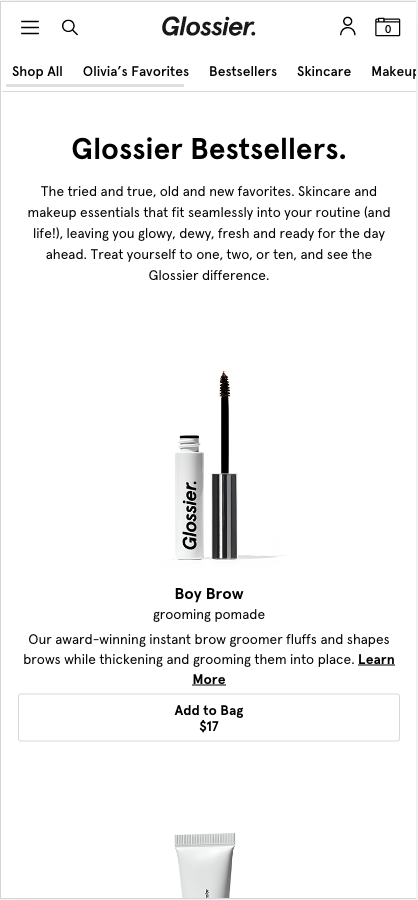 Glossier.
0
Shop All Olivia’s Favorites Bestsellers Skincare Makeup
Glossier Bestsellers.
The tried and true, old and new favorites. Skincare and
makeup essentials that fit seamlessly into your routine (and
life!), leaving you glowy, dewy, fresh and ready for the day
ahead. Treat yourself to one, two, or ten, and see the
Glossier difference.
Glossier.
Boy Brow
grooming pomade
Our award-winning instant brow groomer fluffs and shapes
brows while thickening and grooming them into place. Learn
More
Add to Bag
$17